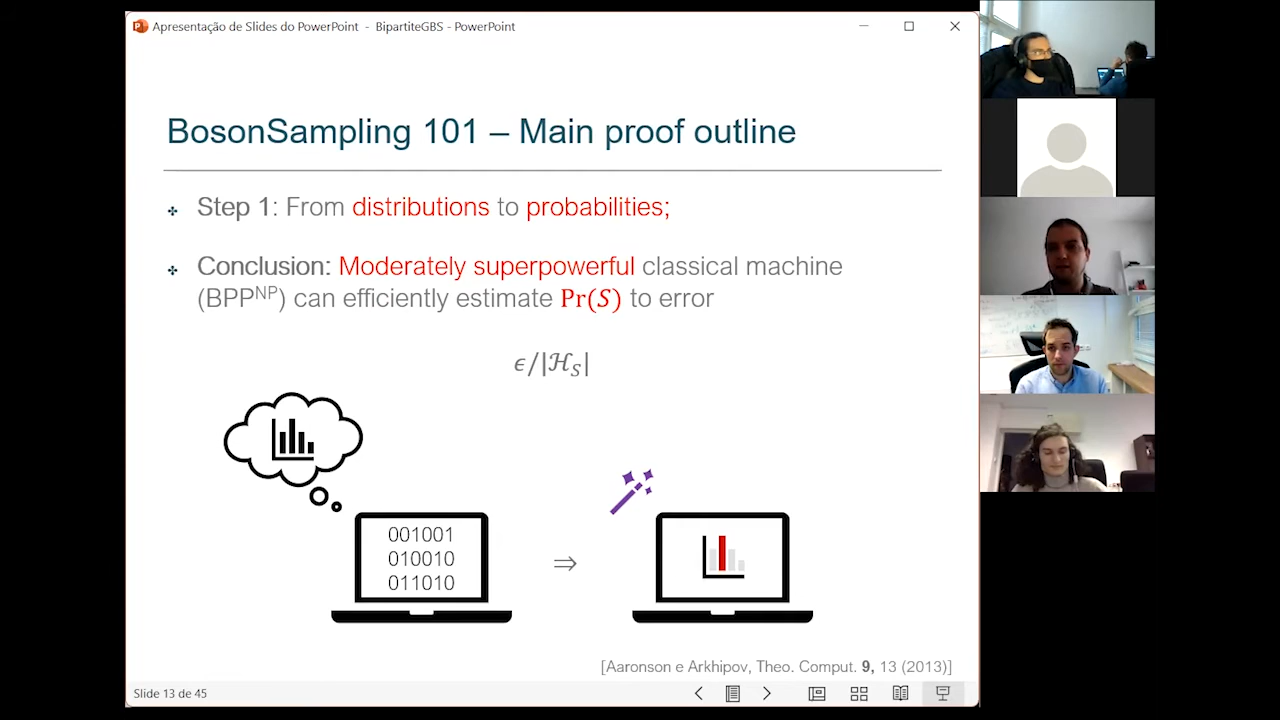 Apresentação de Slides do PowerPoint - BipartiteGBS - PowerPoint
BosonSampling 101 – Main proof outline
Step 1: From distributions to probabilities;
Conclusion: Moderately superpowerful classical machine
(BPP^NP) can efficiently estimate Pr(S) to error
ϵ/|ℋ_S|
001001
010010
011010
⇒
[Aaronson e Arkhipov, Theo. Comput. 9, 13 (2013)]
Slide 13 de 45